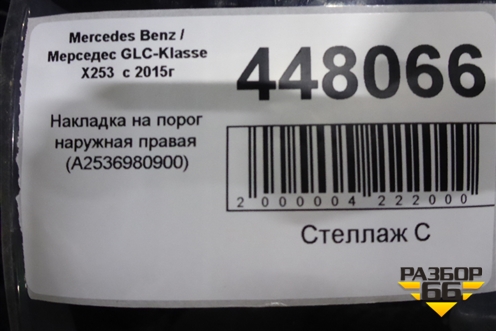 Mercedes Benz /
Мерседес GLC-Klasse
X253 с 2015г
Накладка на порог
наружная правая
(A2536980900)
448066
2 000004 222000
Стеллаж С
РАЗБОР
66